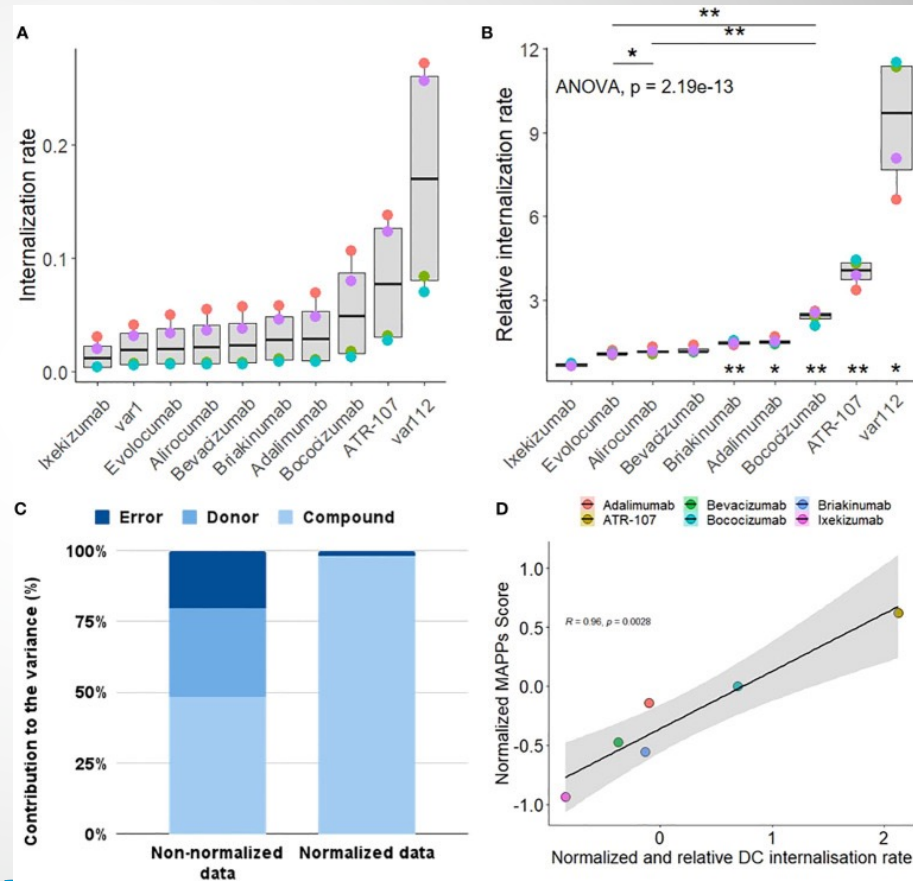 A
Internalization rate
0.2
0.1
0.0
Ixekizumab
var1
Evolocumab
Alirocumab
Bevacizumab
Briakinumab
Adalimumab
Bococizumab
ATR-107
var112
B
**
**
*
ANOVA, p = 2.19e-13
Relative internalization rate
12
9
6
3
** * ** ** *
Ixekizumab
Evolocumab
Alirocumab
Bevacizumab
Briakinumab
Adalimumab
Bococizumab
ATR-107
var112
C
Error Donor Compound
Contribution to the variance (%)
100%
75%
50%
25%
0%
Non-normalized
data
Normalized data
D
Adalimumab Bevacizumab Briakinumab
ATR-107 Bococizumab Ixekizumab
Normalized MAPPs Score
1.0
0.5
0.0
-0.5
-1.0
R = 0.96, p = 0.0028
0 1 2
Normalized and relative DC internalisation rate